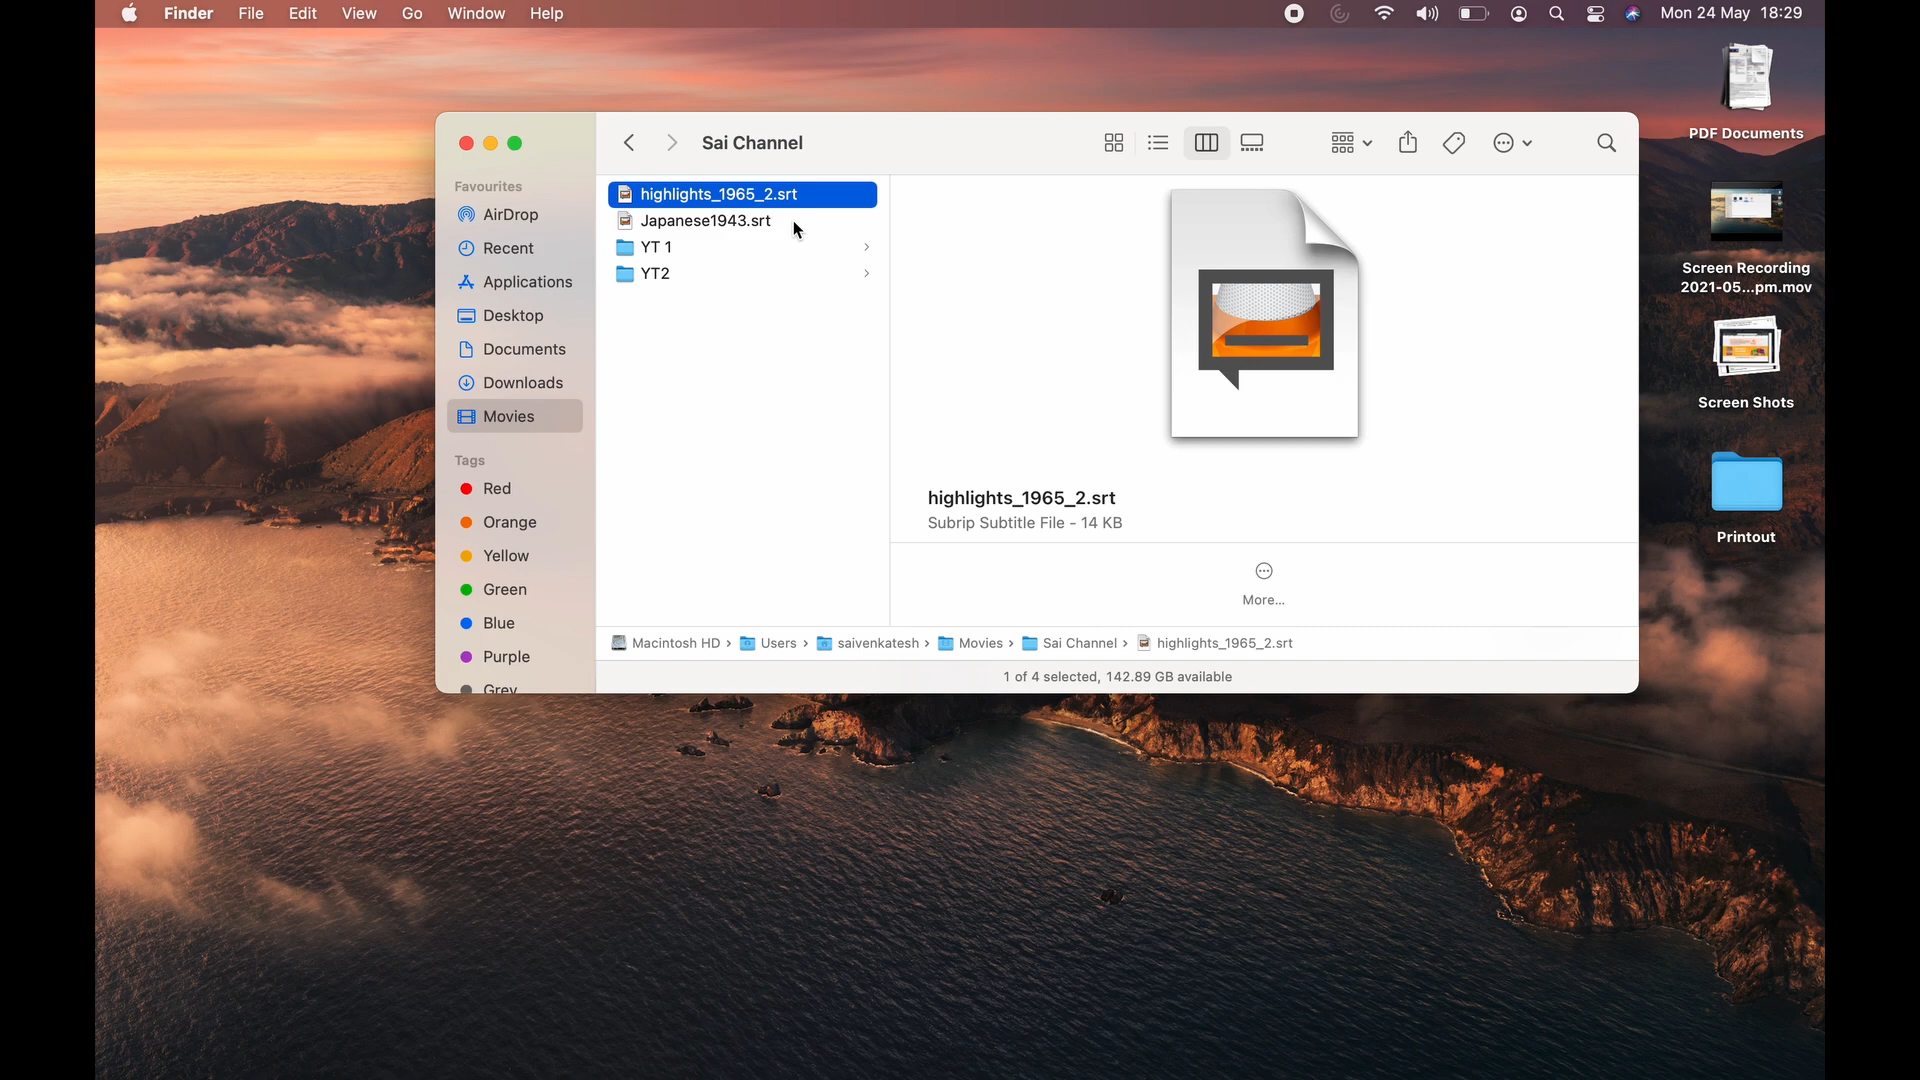 Finder File Edit View Go Window Help Mon 24 May 18:29
Sai Channel
Favourites
AirDrop
Recent
Applications
Desktop
Documents
Downloads
Movies
Tags
Red
Orange
Yellow
Green
Blue
Purple
Grey
highlights_1965_2.srt
Japanese1943.srt
YT 1
YT2
highlights_1965_2.srt
Subrip Subtitle File - 14 KB
More...
Macintosh HD › Users › saivenkatesh › Movies › Sai Channel › highlights_1965_2.srt
1 of 4 selected, 142.89 GB available
PDF Documents
Screen Recording
2021-05...pm.mov
Screen Shots
Printout